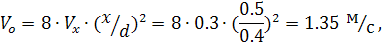 V₀ = 8 · Vₓ · (x/d)² = 8 · 0.3 · (0.5/0.4)² = 1.35 м/с,